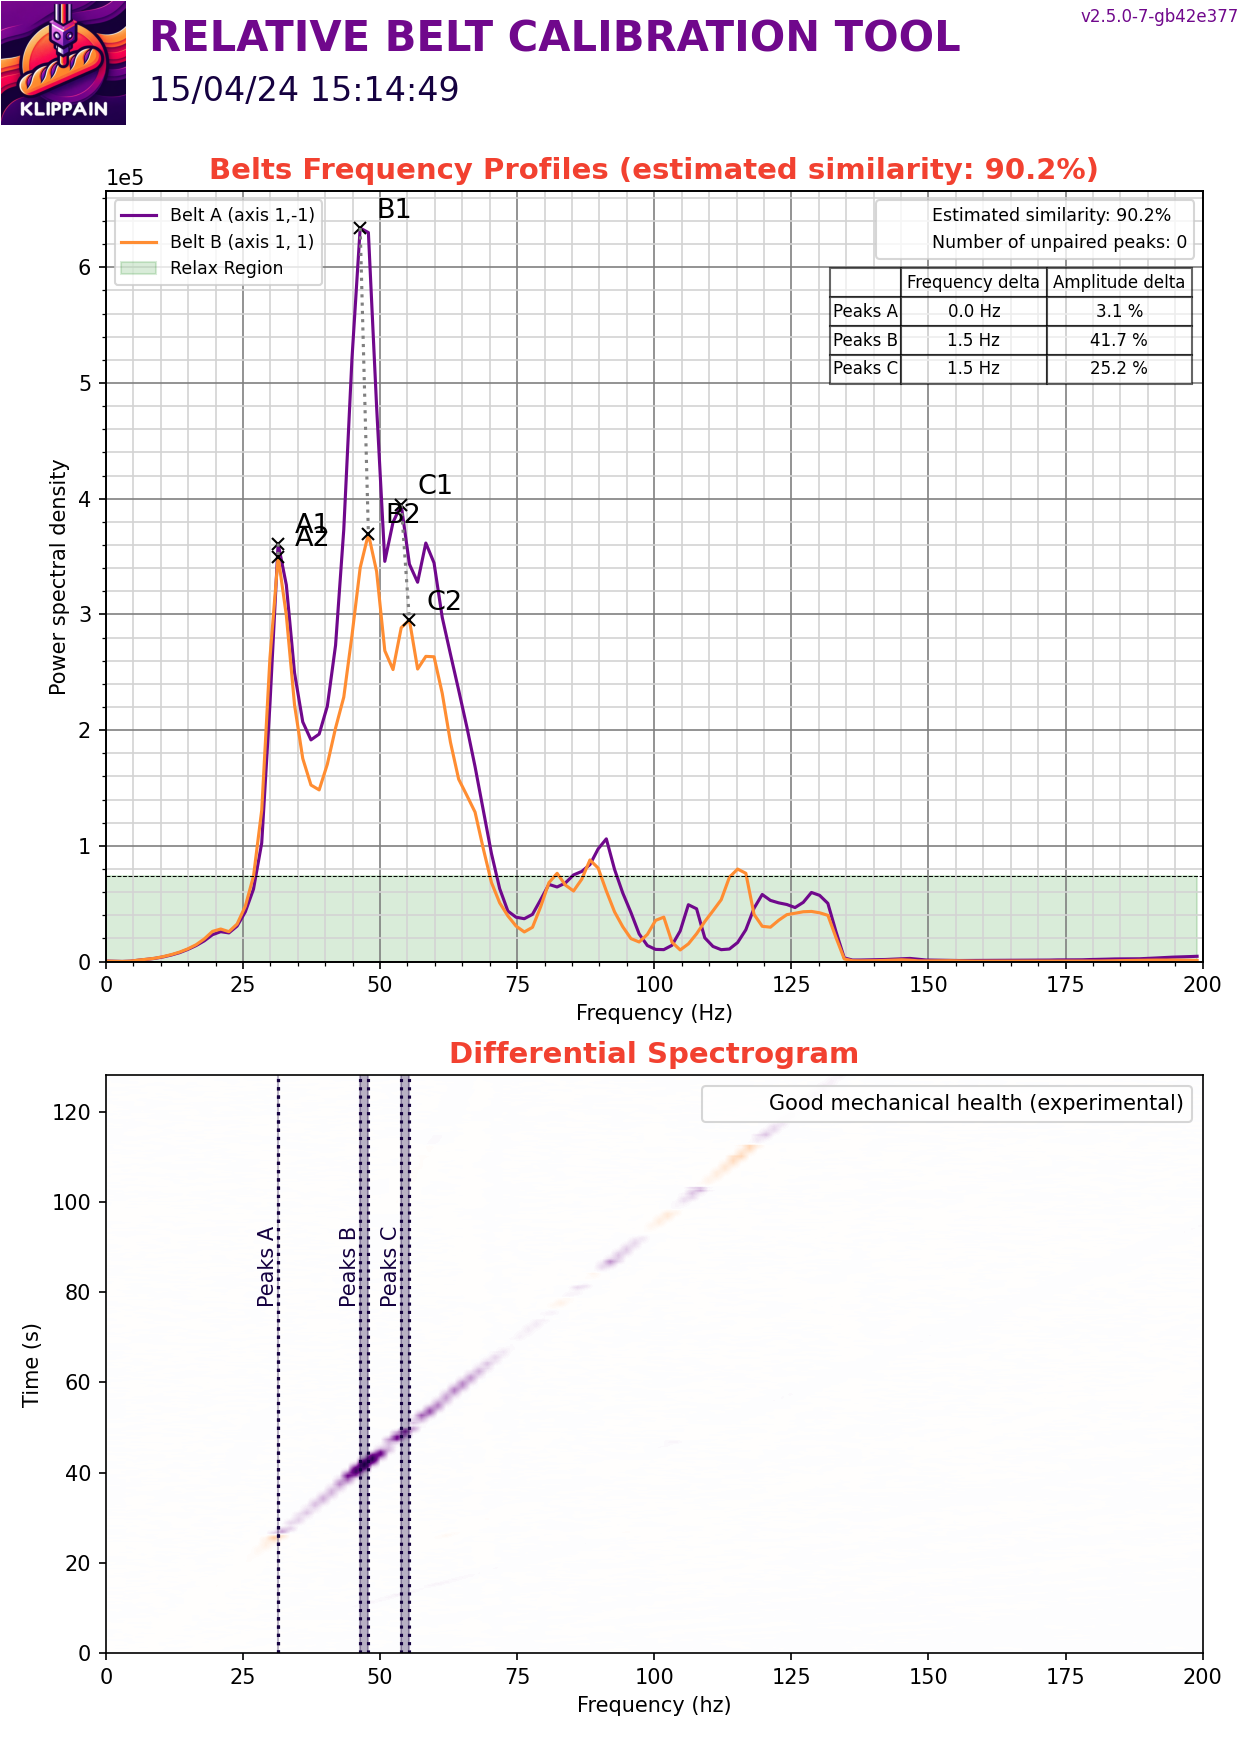 KLIPPAIN
RELATIVE BELT CALIBRATION TOOL
v2.5.0-7-gb42e377
15/04/24 15:14:49
Belts Frequency Profiles (estimated similarity: 90.2%)
1e5
Belt A (axis 1,-1)
Belt B (axis 1, 1)
Relax Region
Estimated similarity: 90.2%
Number of unpaired peaks: 0
Frequency delta Amplitude delta
Peaks A 0.0 Hz 3.1 %
Peaks B 1.5 Hz 41.7 %
Peaks C 1.5 Hz 25.2 %
B1
C1
B2
A1
A2
C2
Power spectral density
6
5
4
3
2
1
0
0 25 50 75 100 125 150 175 200
Frequency (Hz)
Differential Spectrogram
Good mechanical health (experimental)
Peaks A
Peaks B
Peaks C
Time (s)
120
100
80
60
40
20
0
0 25 50 75 100 125 150 175 200
Frequency (hz)